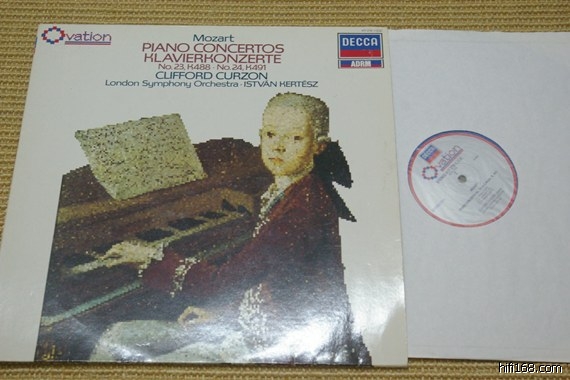 Ovation
Mozart
PIANO CONCERTOS
KLAVIERKONZERTE
No.23, K488 · No.24, K491
CLIFFORD CURZON
London Symphony Orchestra · ISTVÁN KERTÉSZ
DECCA
ADRM
Ovation
hifi168.com